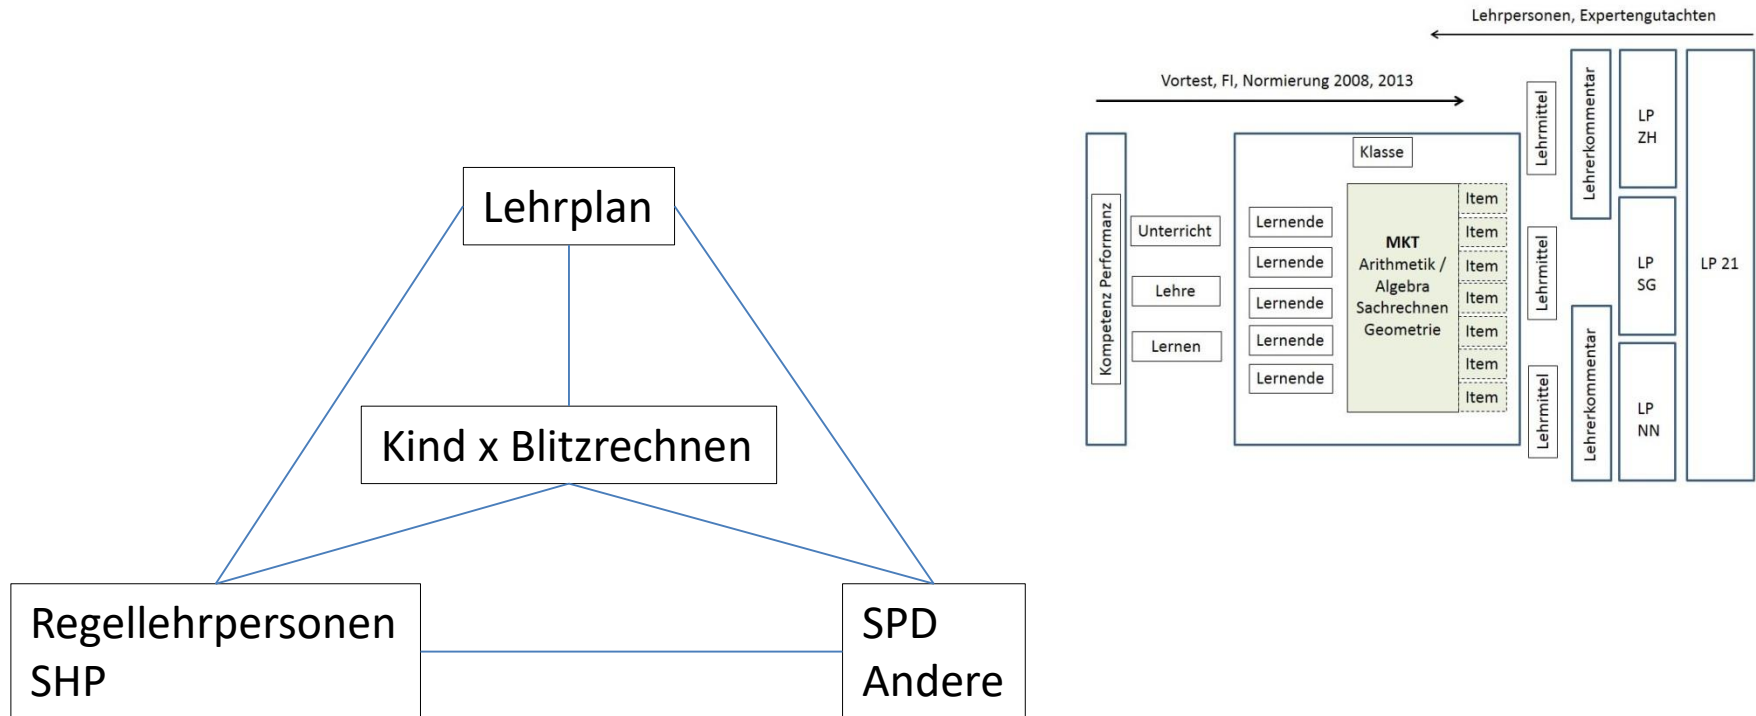 Lehrplan
Kind x Blitzrechnen
Regellehrpersonen
SHP
SPD
Andere
Lehrpersonen, Expertengutachten
Vortest, FI, Normierung 2008, 2013
Kompetenz Performanz
Unterricht
Lehre
Lernen
Klasse
Lernende
Lernende
Lernende
Lernende
Lernende
MKT
Arithmetik /
Algebra
Sachrechnen
Geometrie
Item
Item
Item
Item
Item
Item
Item
Lehrmittel
Lehrmittel
Lehrmittel
Lehrerkommentar
Lehrerkommentar
LP
ZH
LP
SG
LP
NN
LP 21